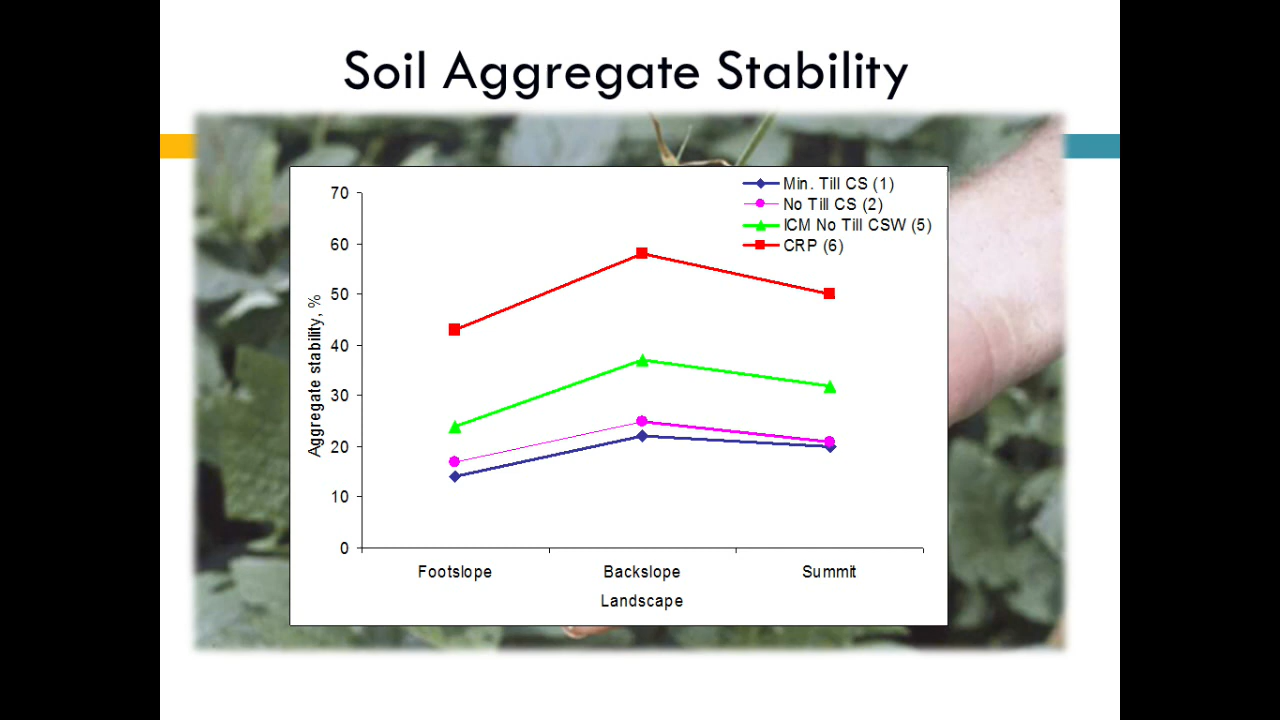 Soil Aggregate Stability
Min. Till CS (1)
No Till CS (2)
ICM No Till CSW (5)
CRP (6)
Aggregate stability, %
70
60
50
40
30
20
10
0
Footslope Backslope Summit
Landscape